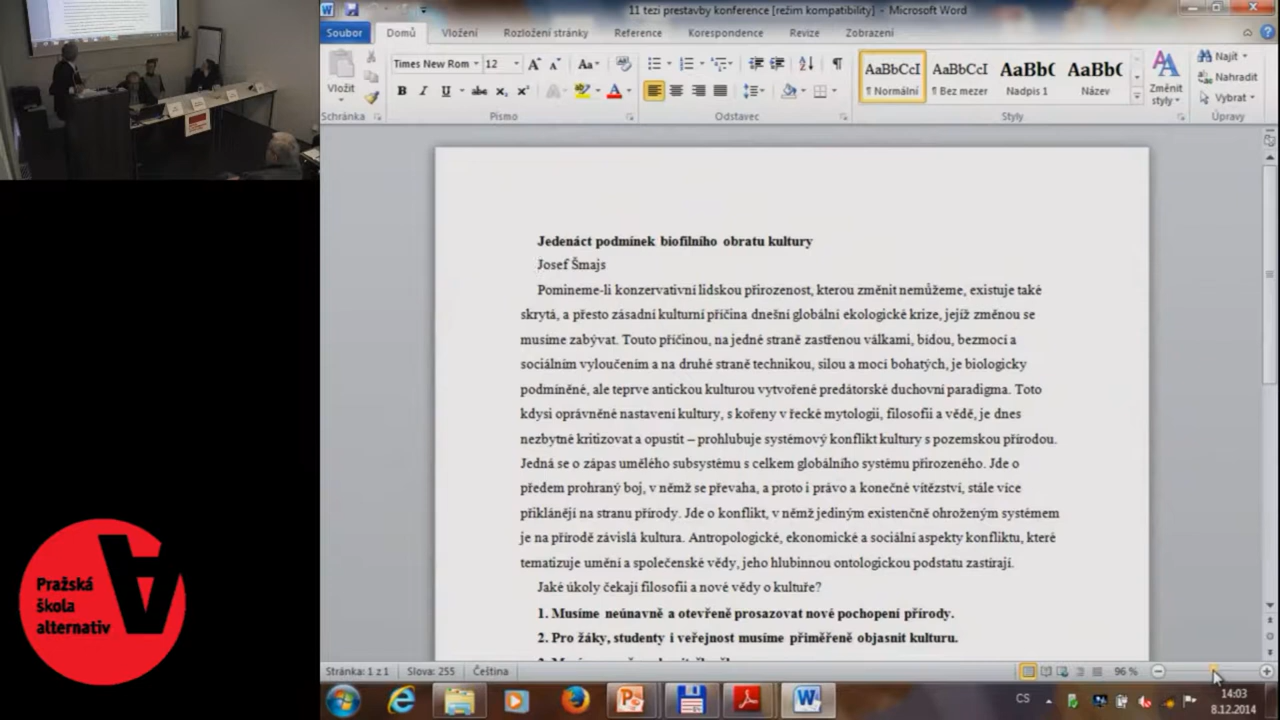 11 tezi prestavby konference [režim kompatibility] - Microsoft Word
Soubor Domů Vložení Rozložení stránky Reference Korespondence Revize Zobrazení
Vložit
Times New Rom 12
Schránka Písmo Odstavec
AaBbCcI AaBbCcI AaBbC AaBbC
¶ Normální ¶ Bez mezer Nadpis 1 Název
Styly
Změnit
styly
Najít
Nahradit
Vybrat
Úpravy
Jedenáct podmínek biofilního obratu kultury
Josef Šmajs
Pomineme-li konzervativní lidskou přirozenost, kterou změnit nemůžeme, existuje také
skrytá, a přesto zásadní kulturní příčina dnešní globální ekologické krize, jejíž změnou se
musíme zabývat. Touto příčinou, na jedné straně zastřenou válkami, bídou, bezmocí a
sociálním vyloučením a na druhé straně technikou, silou a mocí bohatých, je biologicky
podmíněné, ale teprve antickou kulturou vytvořené predátorské duchovní paradigma. Toto
kdysi oprávněné nastavení kultury, s kořeny v řecké mytologii, filosofii a vědě, je dnes
nezbytné kritizovat a opustit – prohlubuje systémový konflikt kultury s pozemskou přírodou.
Jedná se o zápas umělého subsystému s celkem globálního systému přirozeného. Jde o
předem prohraný boj, v němž se převaha, a proto i právo a konečné vítězství, stále více
přiklánějí na stranu přírody. Jde o konflikt, v němž jediným existenčně ohroženým systémem
je na přírodě závislá kultura. Antropologické, ekonomické a sociální aspekty konfliktu, které
tematizuje umění a společenské vědy, jeho hlubinnou ontologickou podstatu zastírají.
Jaké úkoly čekají filosofii a nové vědy o kultuře?
1. Musíme neúnavně a otevřeně prosazovat nové pochopení přírody.
2. Pro žáky, studenty i veřejnost musíme přiměřeně objasnit kulturu.
Pražská
škola
alternativ
Stránka: 1 z 1 Slova: 255 Čeština 96 %
CS
14:03
8.12.2014